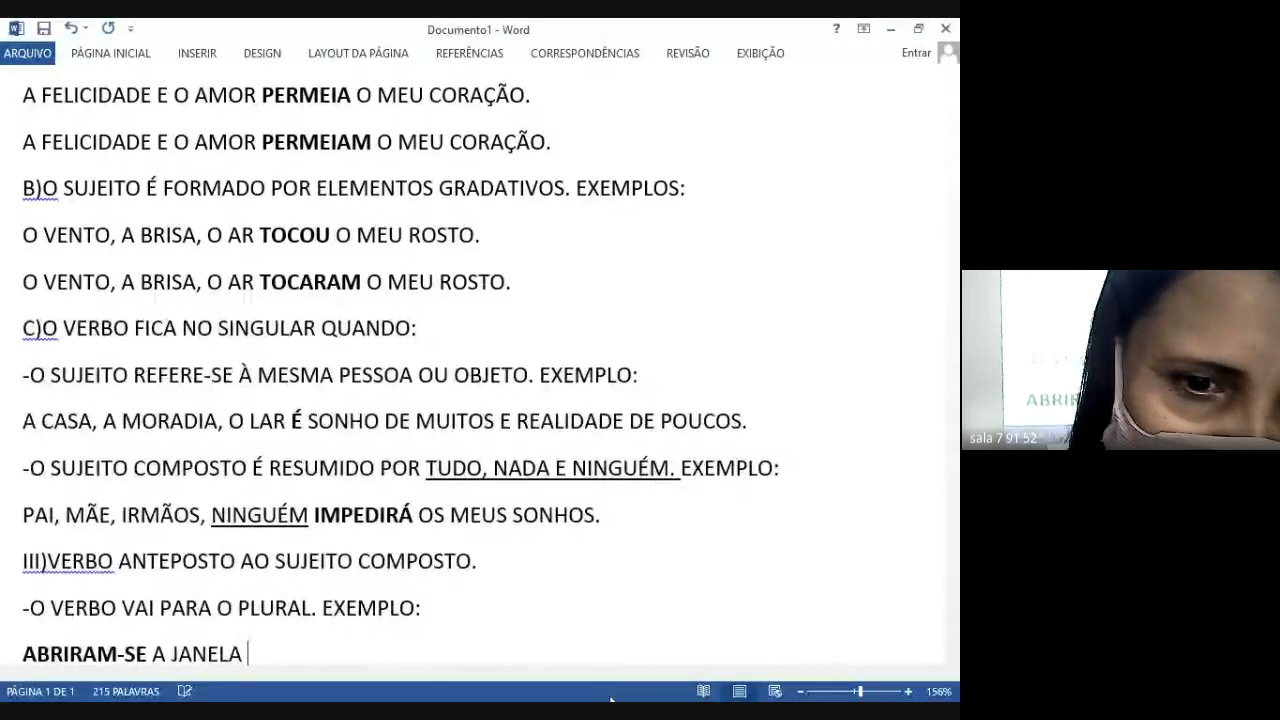 Documento1 - Word
ARQUIVO PÁGINA INICIAL INSERIR DESIGN LAYOUT DA PÁGINA REFERÊNCIAS CORRESPONDÊNCIAS REVISÃO EXIBIÇÃO Entrar
A FELICIDADE E O AMOR PERMEIA O MEU CORAÇÃO.
A FELICIDADE E O AMOR PERMEIAM O MEU CORAÇÃO.
B)O SUJEITO É FORMADO POR ELEMENTOS GRADATIVOS. EXEMPLOS:
O VENTO, A BRISA, O AR TOCOU O MEU ROSTO.
O VENTO, A BRISA, O AR TOCARAM O MEU ROSTO.
C)O VERBO FICA NO SINGULAR QUANDO:
-O SUJEITO REFERE-SE À MESMA PESSOA OU OBJETO. EXEMPLO:
A CASA, A MORADIA, O LAR É SONHO DE MUITOS E REALIDADE DE POUCOS.
-O SUJEITO COMPOSTO É RESUMIDO POR TUDO, NADA E NINGUÉM. EXEMPLO:
PAI, MÃE, IRMÃOS, NINGUÉM IMPEDIRÁ OS MEUS SONHOS.
III)VERBO ANTEPOSTO AO SUJEITO COMPOSTO.
-O VERBO VAI PARA O PLURAL. EXEMPLO:
ABRIRAM-SE A JANELA
PÁGINA 1 DE 1 215 PALAVRAS 156%
ABRIR
sala 7 91 52